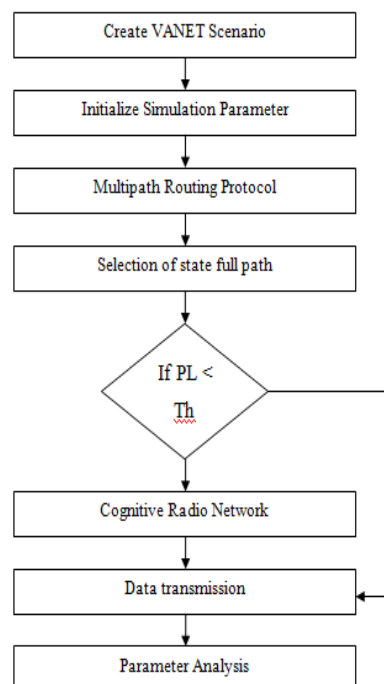 Create VANET Scenario
Initialize Simulation Parameter
Multipath Routing Protocol
Selection of state full path
If PL <
Th
Cognitive Radio Network
Data transmission
Parameter Analysis